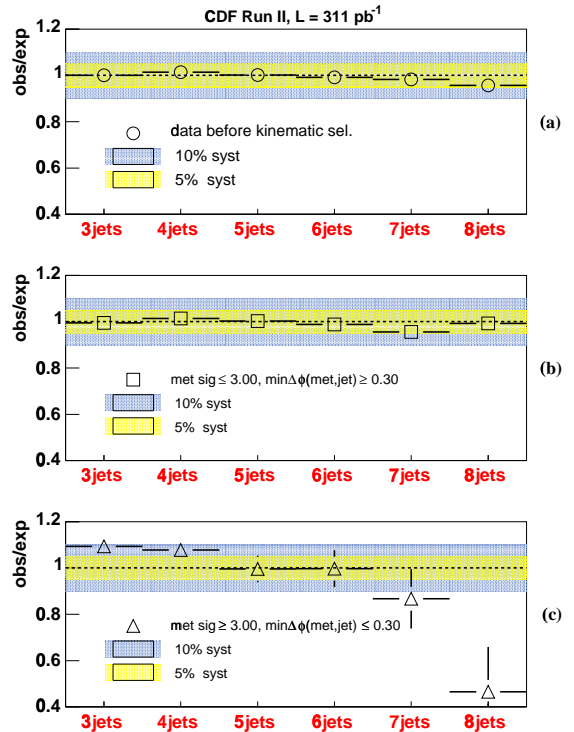 CDF Run II, L = 311 pb⁻¹
obs/exp
1.2
1
0.8
0.6
0.4
data before kinematic sel.
10% syst
5% syst
(a)
3jets 4jets 5jets 6jets 7jets 8jets
obs/exp
1.2
1
0.8
0.6
0.4
met sig ≤ 3.00, minΔϕ(met,jet) ≥ 0.30
10% syst
5% syst
(b)
3jets 4jets 5jets 6jets 7jets 8jets
obs/exp
1.2
1
0.8
0.6
0.4
met sig ≥ 3.00, minΔϕ(met,jet) ≤ 0.30
10% syst
5% syst
(c)
3jets 4jets 5jets 6jets 7jets 8jets